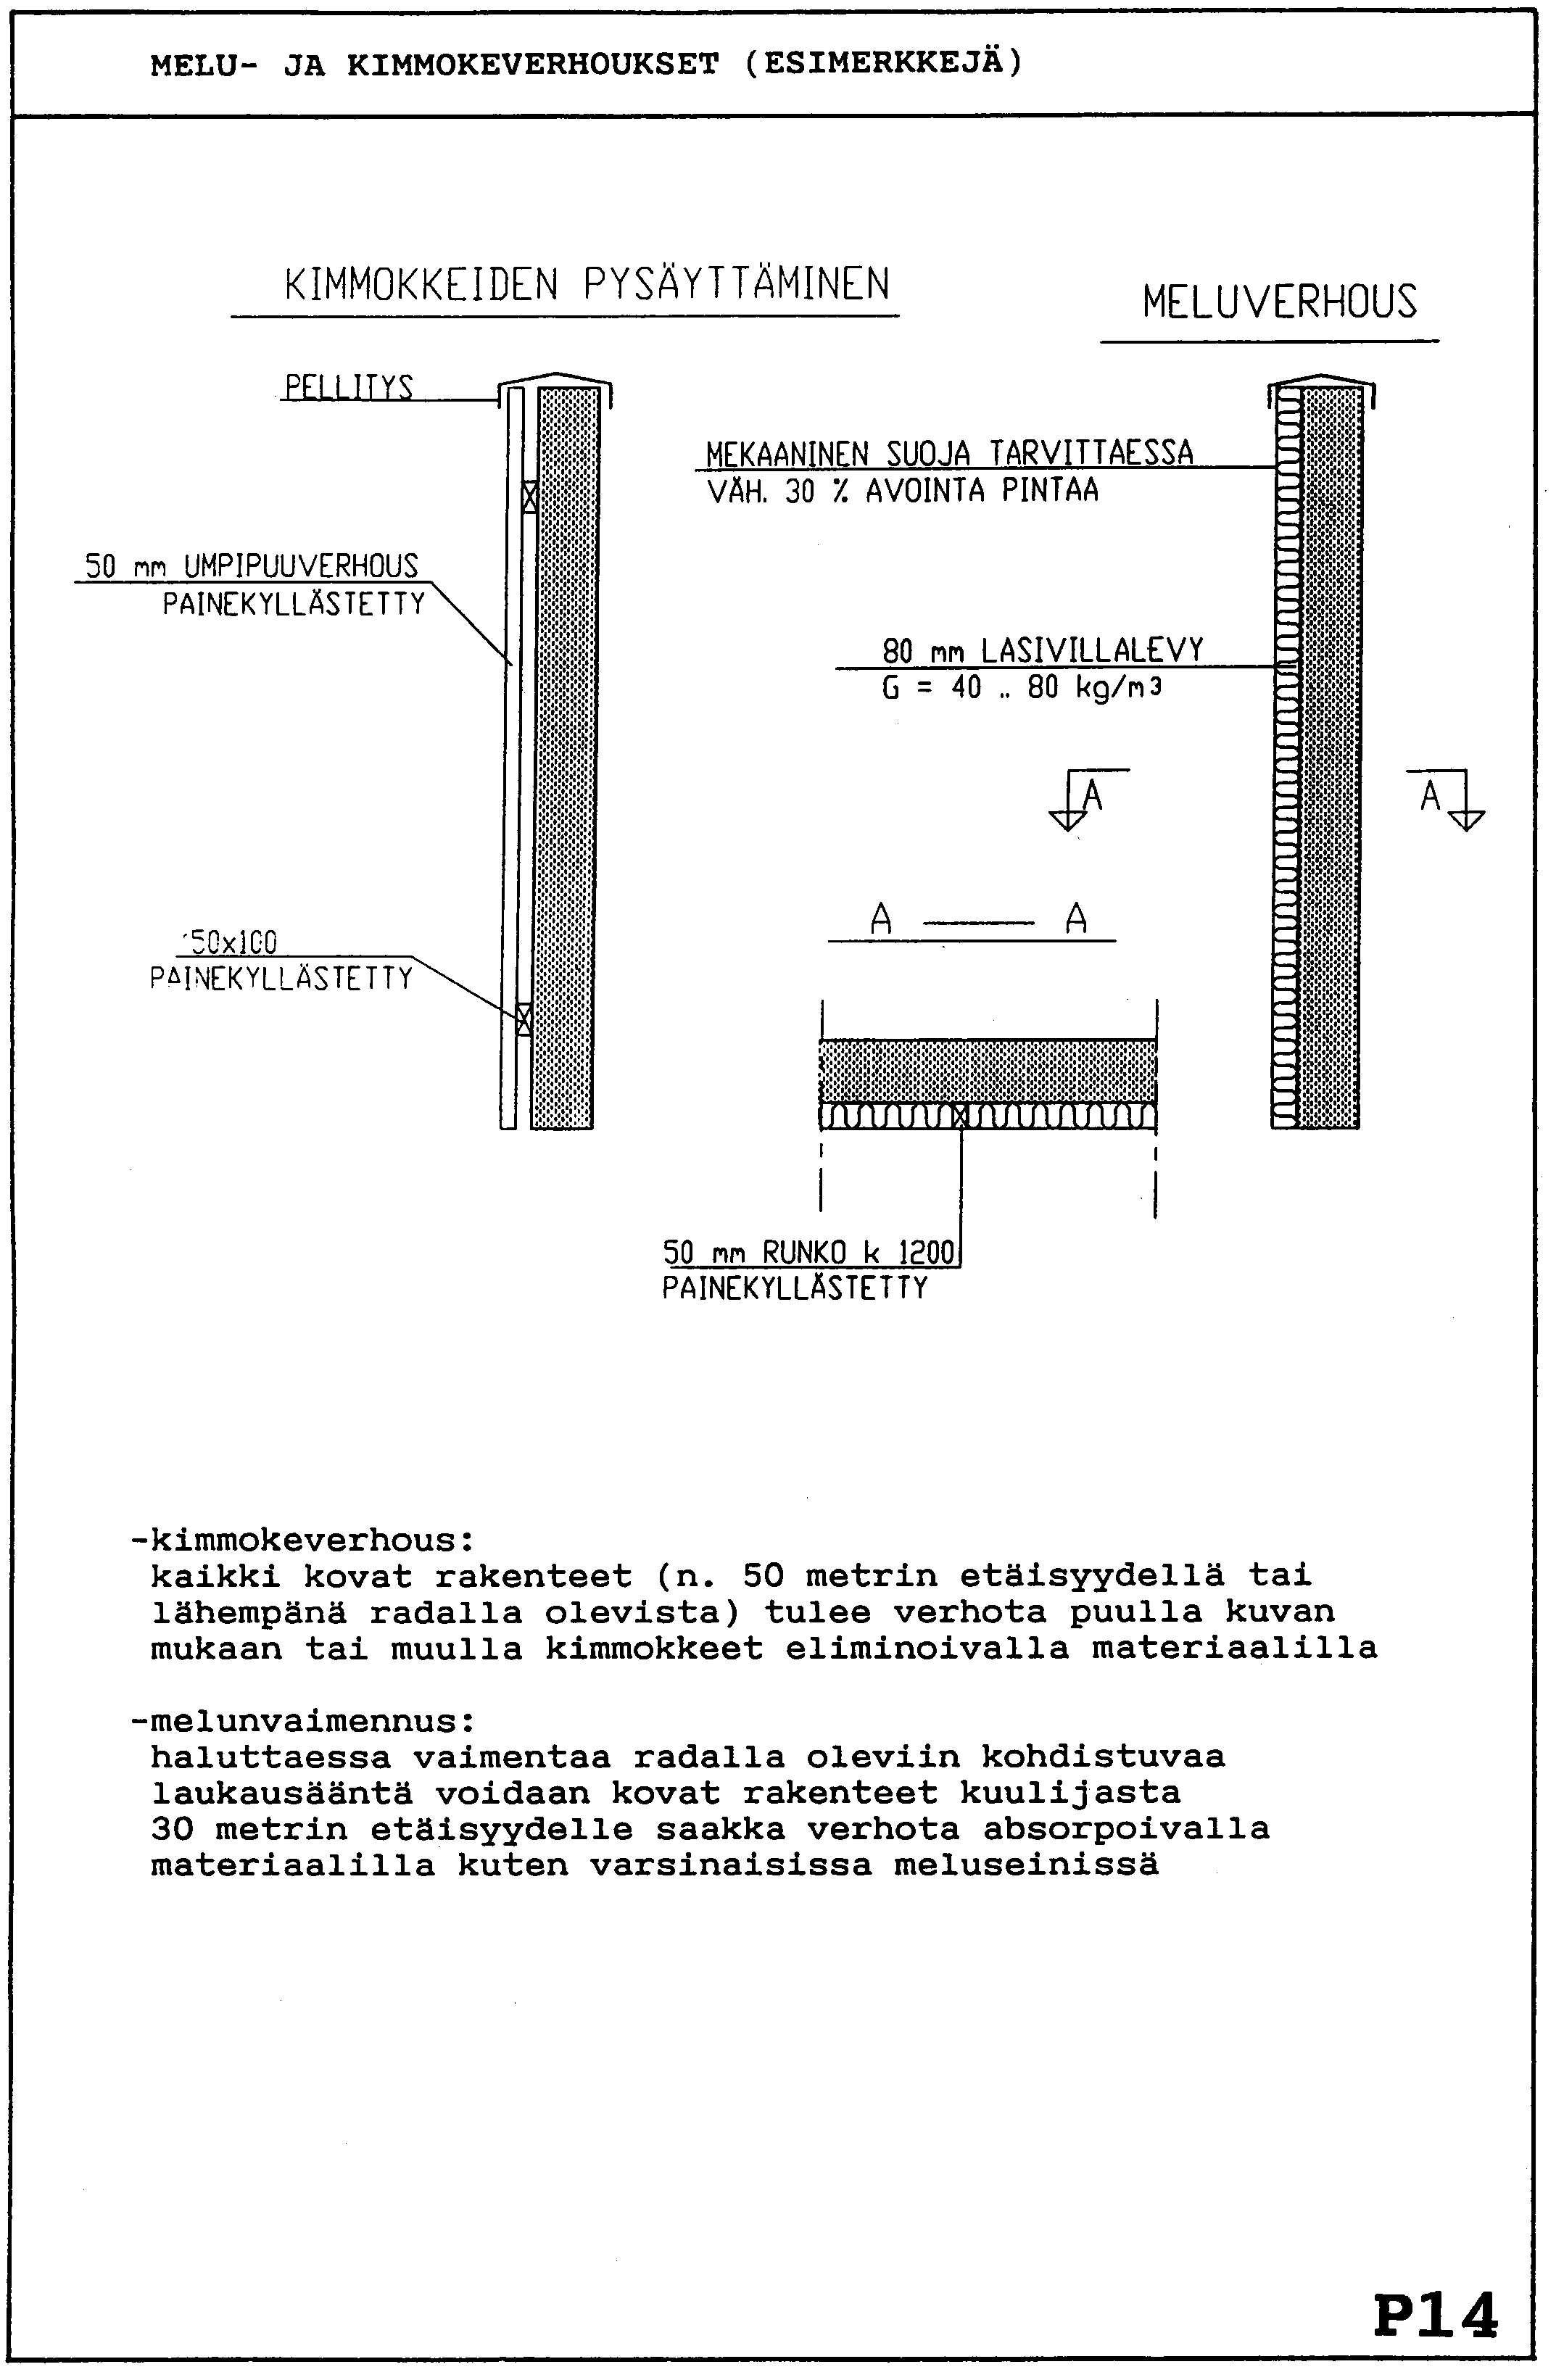 MELU- JA KIMMOKEVERHOUKSET (ESIMERKKEJÄ)
KIMMOKKEIDEN PYSÄYTTÄMINEN
MELUVERHOUS
PELLITYS
MEKAANINEN SUOJA TARVITTAESSA
VÄH. 30 % AVOINTA PINTAA
50 mm UMPIPUUVERHOUS
PAINEKYLLÄSTETTY
80 mm LASIVILLALEVY
G = 40 .. 80 kg/m3
A
A
A — A
50x100
PAINEKYLLÄSTETTY
50 mm RUNKO k 1200
PAINEKYLLÄSTETTY
-kimmokeverhous:
kaikki kovat rakenteet (n. 50 metrin etäisyydellä tai
lähempänä radalla olevista) tulee verhota puulla kuvan
mukaan tai muulla kimmokkeet eliminoivalla materiaalilla
-melunvaimennus:
haluttaessa vaimentaa radalla oleviin kohdistuvaa
laukausääntä voidaan kovat rakenteet kuulijasta
30 metrin etäisyydelle saakka verhota absorpoivalla
materiaalilla kuten varsinaisissa meluseinissä
P14